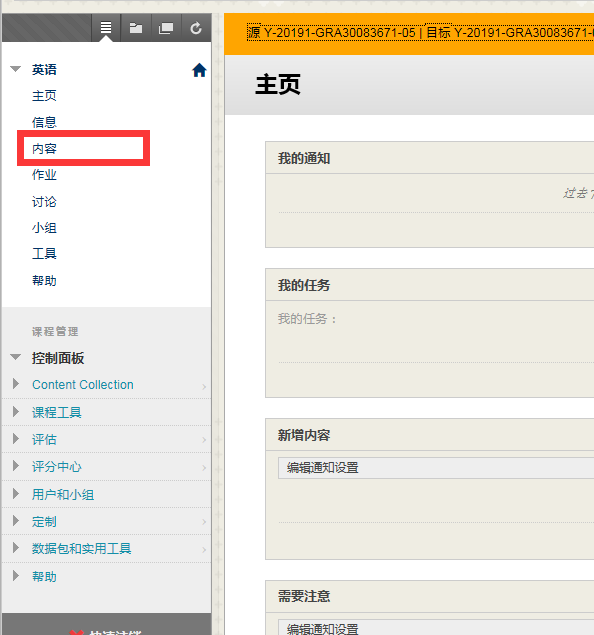 英语
主页
信息
内容
作业
讨论
小组
工具
帮助
课程管理
控制面板
Content Collection
课程工具
评估
评分中心
用户和小组
定制
数据包和实用工具
帮助
源 Y-20191-GRA30083671-05 | 目标 Y-20191-GRA30083671-0
主页
我的通知
过去 7
我的任务
我的任务：
新增内容
编辑通知设置
需要注意
编辑通知设置